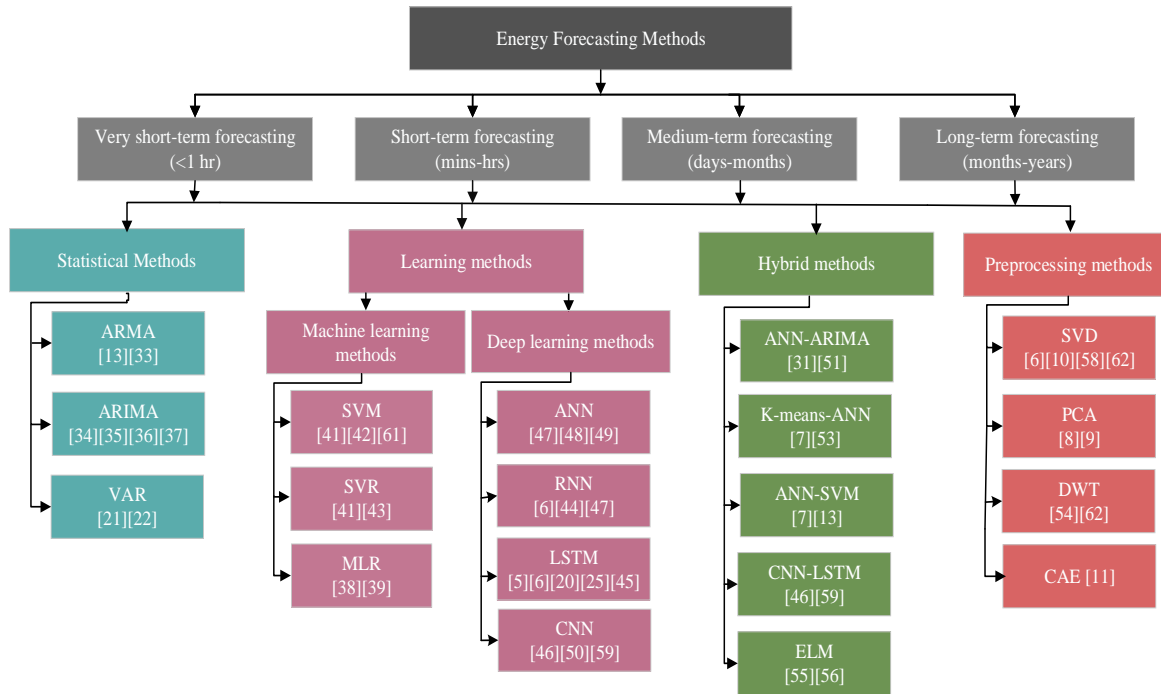 Energy Forecasting Methods
Very short-term forecasting
(<1 hr)
Short-term forecasting
(mins-hrs)
Medium-term forecasting
(days-months)
Long-term forecasting
(months-years)
Statistical Methods
ARMA
[13][33]
ARIMA
[34][35][36][37]
VAR
[21][22]
Learning methods
Machine learning
methods
SVM
[41][42][61]
SVR
[41][43]
MLR
[38][39]
Deep learning methods
ANN
[47][48][49]
RNN
[6][44][47]
LSTM
[5][6][20][25][45]
CNN
[46][50][59]
Hybrid methods
ANN-ARIMA
[31][51]
K-means-ANN
[7][53]
ANN-SVM
[7][13]
CNN-LSTM
[46][59]
ELM
[55][56]
Preprocessing methods
SVD
[6][10][58][62]
PCA
[8][9]
DWT
[54][62]
CAE [11]